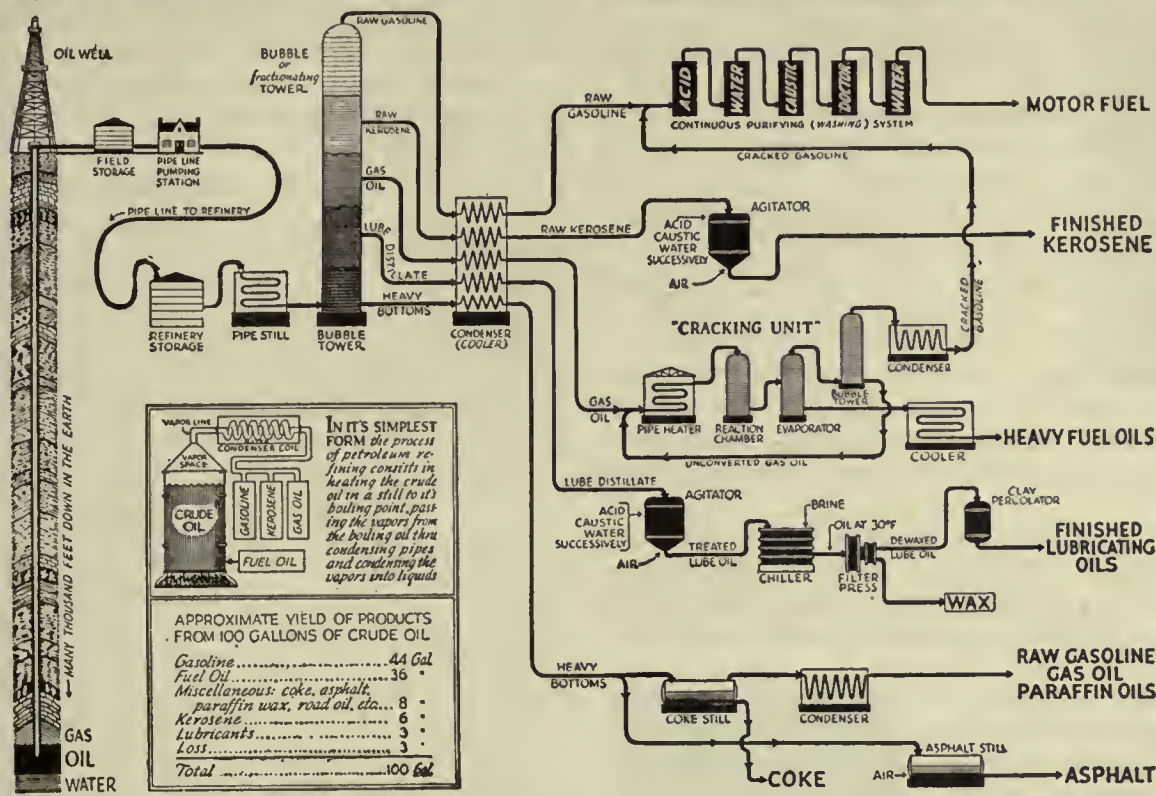 OIL WELL
FIELD
STORAGE
PIPE LINE
PUMPING
STATION
PIPE LINE TO REFINERY
REFINERY
STORAGE
PIPE STILL
BUBBLE
or
fractionating
TOWER
BUBBLE
TOWER
RAW GASOLINE
RAW
KEROSENE
GAS
OIL
LUBE DISTILLATE
HEAVY
BOTTOMS
CONDENSER
(COOLER)
RAW
GASOLINE
ACID
WATER
CAUSTIC
DOCTOR
WATER
CONTINUOUS PURIFYING (WASHING) SYSTEM
MOTOR FUEL
CRACKED GASOLINE
RAW KEROSENE
ACID
CAUSTIC
WATER
SUCCESSIVELY
AGITATOR
AIR
FINISHED
KEROSENE
CRACKED
GASOLINE
"CRACKING UNIT"
GAS
OIL
PIPE HEATER
REACTION
CHAMBER
EVAPORATOR
BUBBLE
TOWER
CONDENSER
COOLER
UNCONVERTED GAS OIL
HEAVY FUEL OILS
LUBE DISTILLATE
ACID
CAUSTIC
WATER
SUCCESSIVELY
AGITATOR
AIR
TREATED
LUBE OIL
BRINE
CHILLER
OIL AT 30°F
FILTER
PRESS
DEWAXED
LUBE OIL
CLAY
PERCOLATOR
FINISHED
LUBRICATING
OILS
WAX
HEAVY
BOTTOMS
COKE STILL
CONDENSER
RAW GASOLINE
GAS OIL
PARAFFIN OILS
COKE
ASPHALT STILL
AIR
ASPHALT
MANY THOUSAND FEET DOWN IN THE EARTH
GAS
OIL
WATER
VAPOR LINE
CONDENSER COIL
VAPOR
SPACE
CRUDE
OIL
GASOLINE
KEROSENE
GAS OIL
FUEL OIL
IN IT'S SIMPLEST
FORM the process
of petroleum re-
fining consists in
heating the crude
oil in a still to it's
boiling point, pass-
ing the vapors from
the boiling oil thru
condensing pipes
and condensing the
vapors into liquids
APPROXIMATE YIELD OF PRODUCTS
FROM 100 GALLONS OF CRUDE OIL
Gasoline 44 Gal
Fuel Oil 36 "
Miscellaneous: coke, asphalt,
paraffin wax, road oil, etc. 8 "
Kerosene 6 "
Lubricants 3 "
Loss 3 "
Total 100 Gal